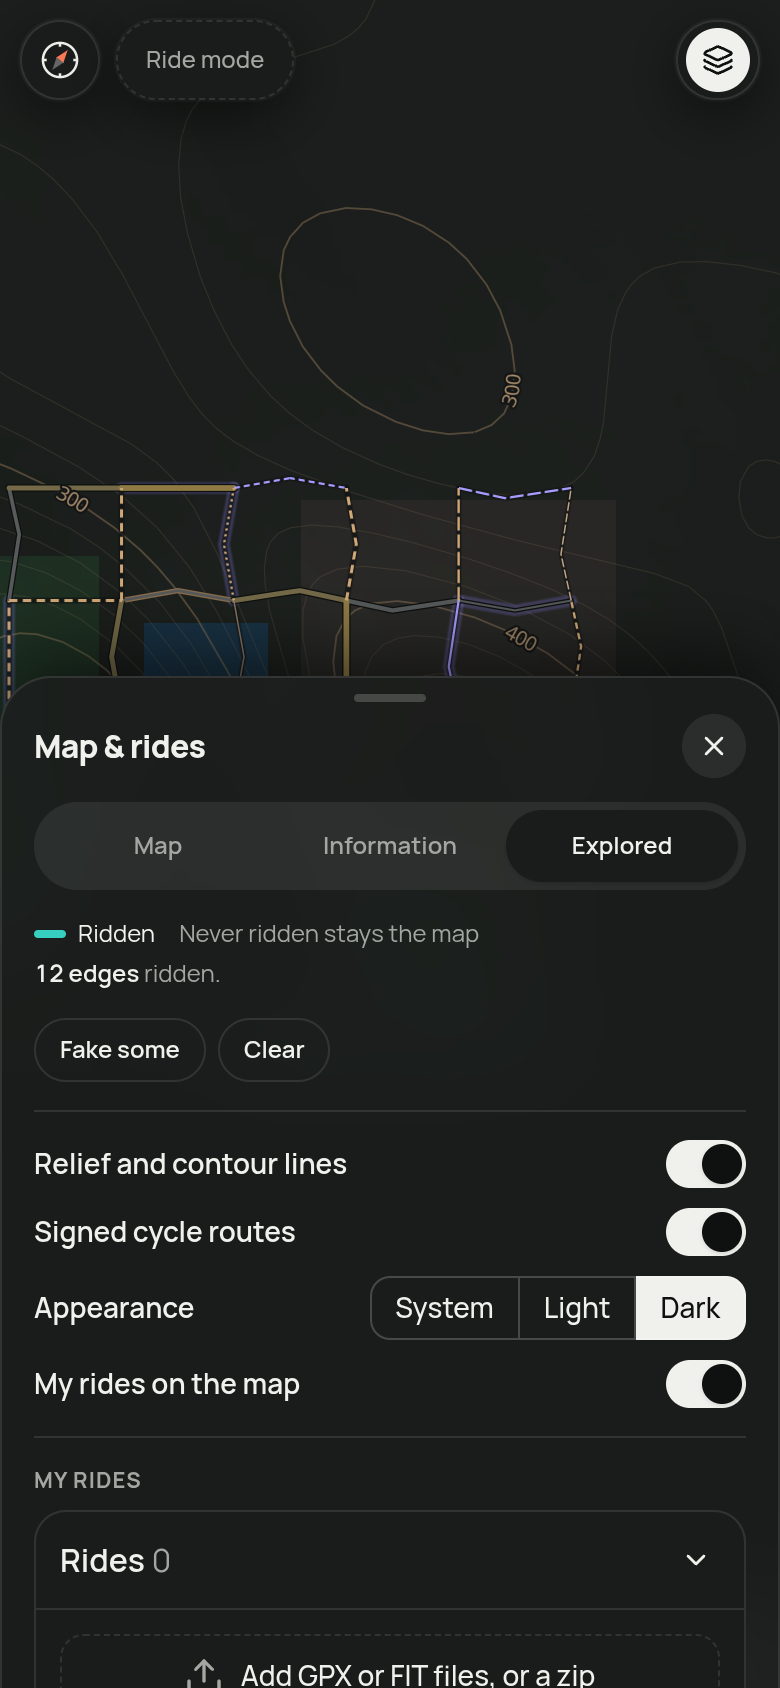 Ride mode
300
300
400
Map & rides
Map Information Explored
Ridden Never ridden stays the map
12 edges ridden.
Fake some Clear
Relief and contour lines
Signed cycle routes
Appearance System Light Dark
My rides on the map
MY RIDES
Rides 0
Add GPX or FIT files, or a zip